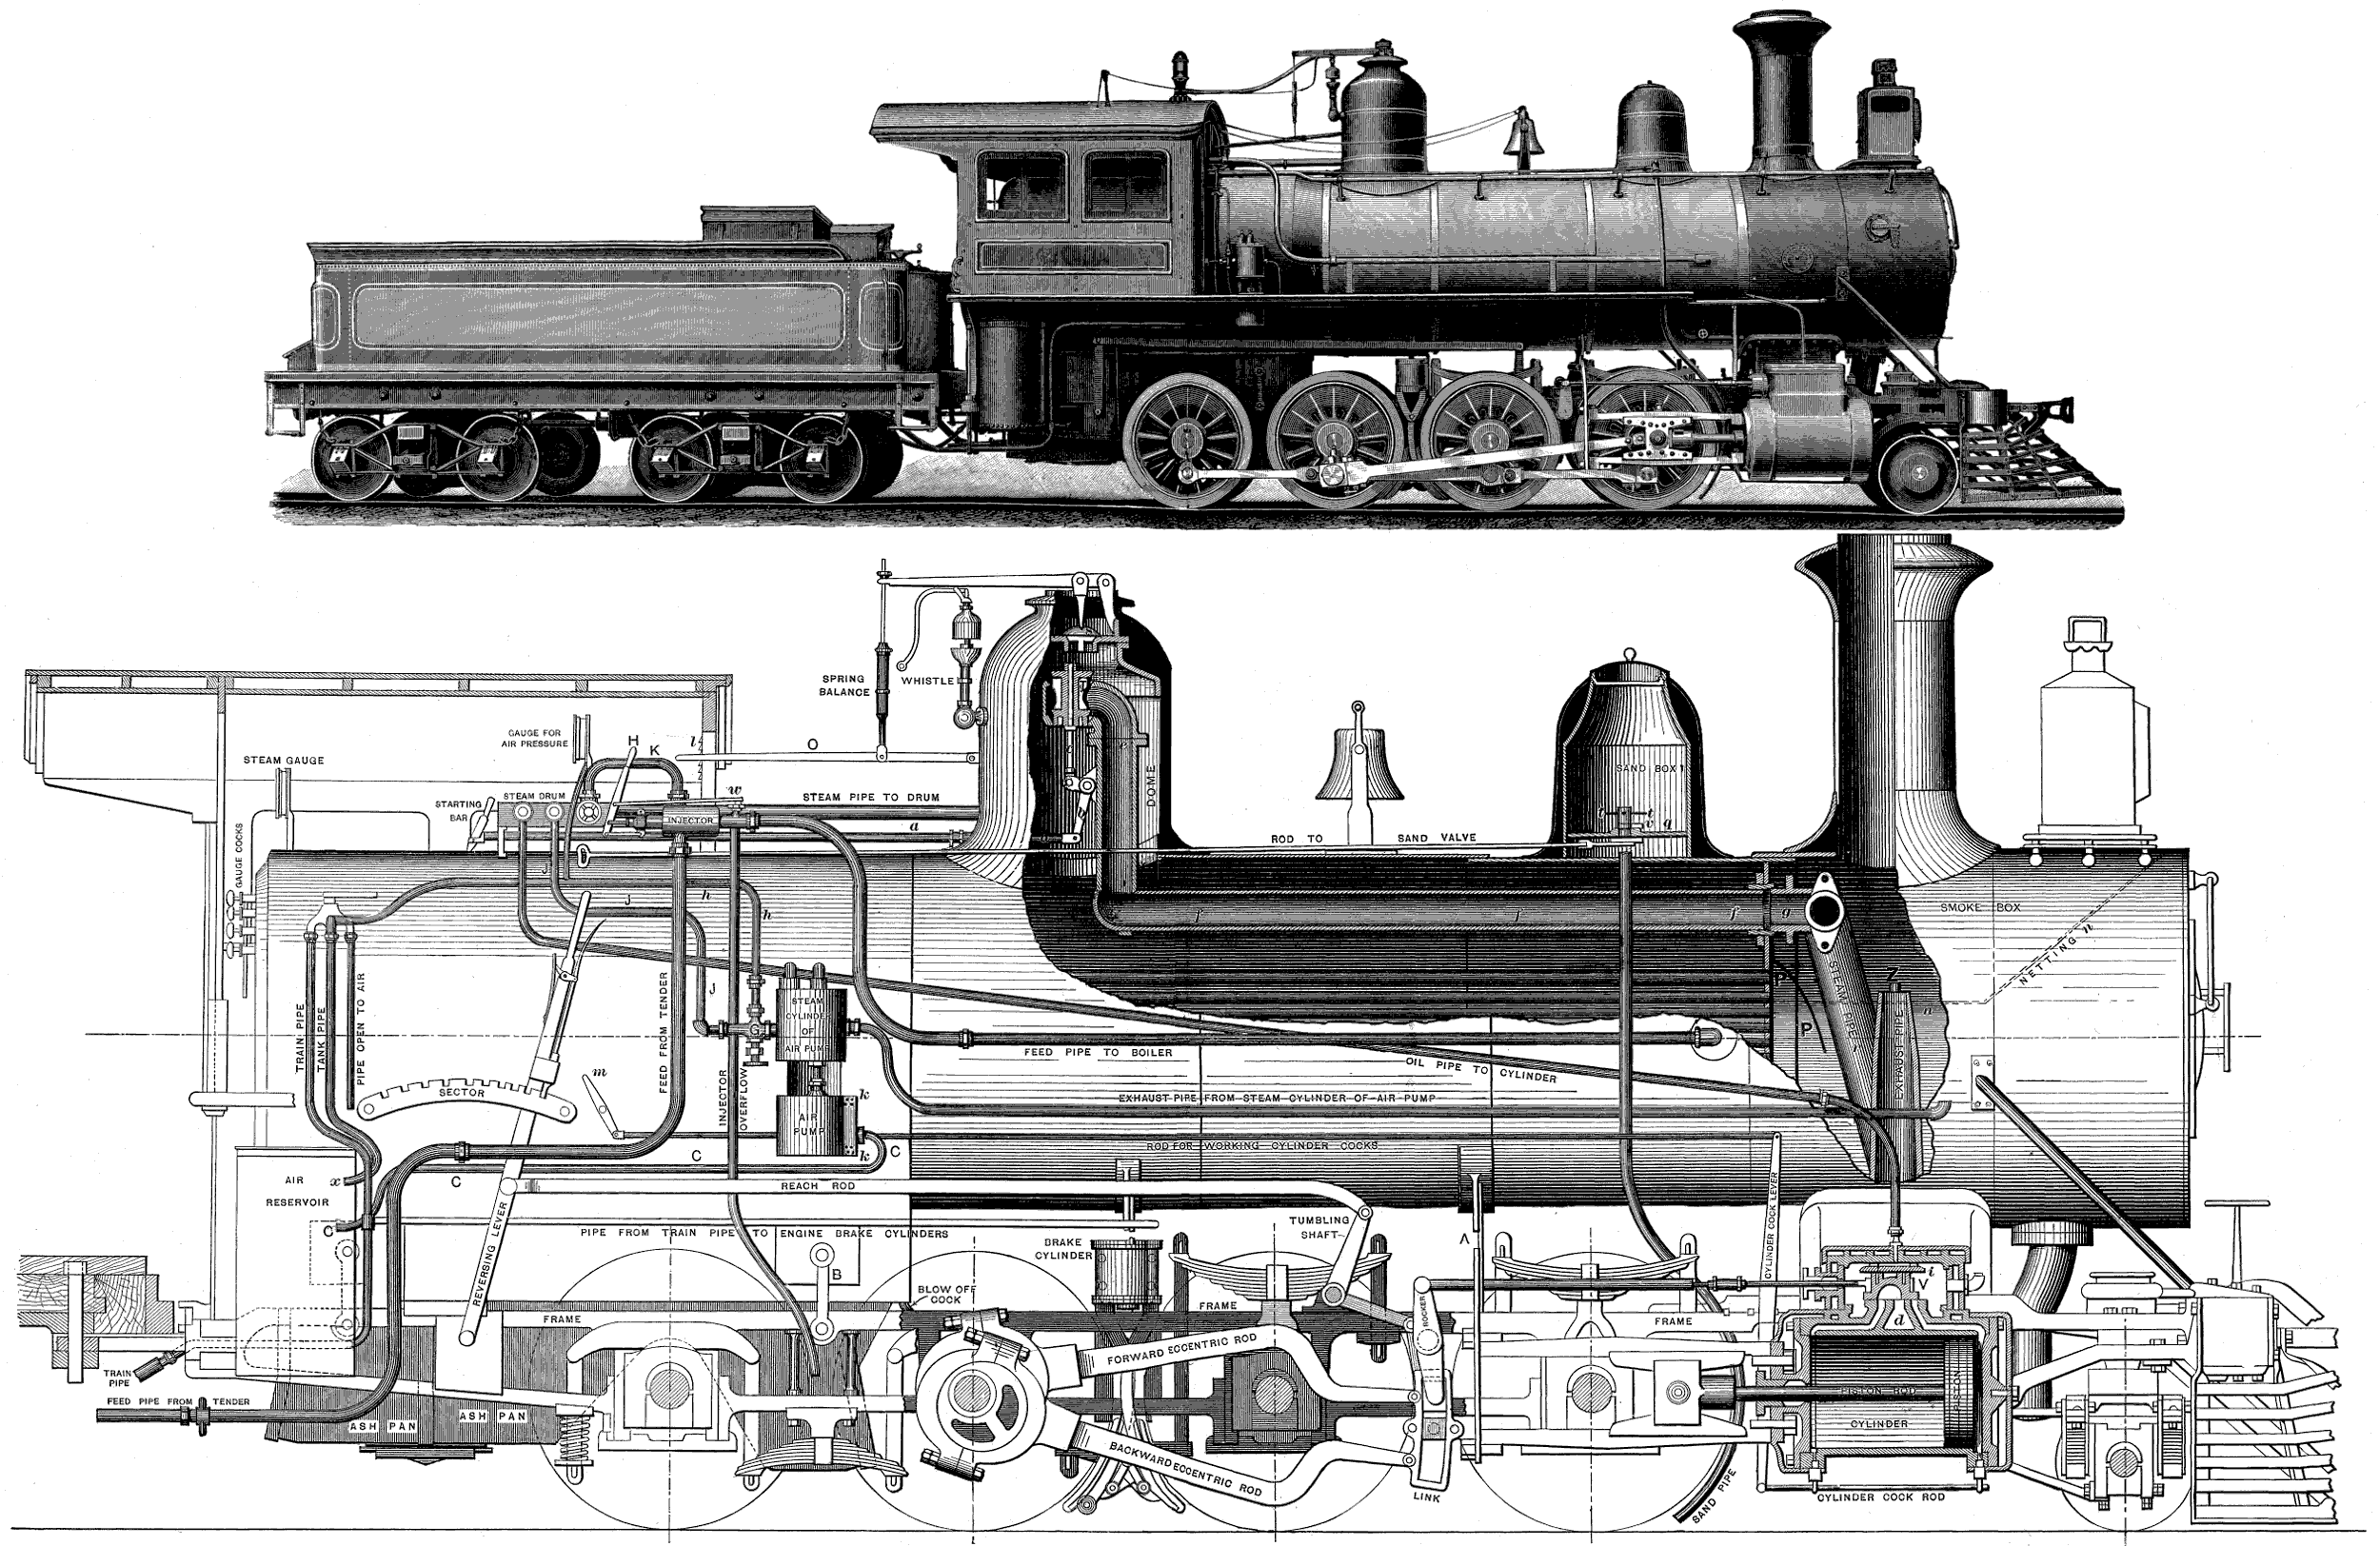 SPRING
BALANCE
WHISTLE
GAUGE FOR
AIR PRESSURE
H
K
l
O
STEAM GAUGE
DOME
e
SAND BOX
STARTING
BAR
STEAM DRUM
w
STEAM PIPE TO DRUM
INJECTOR
a
t
t
v
q
ROD TO SAND VALVE
GAUGE COCKS
J
J
h
h
f
f
f
g
SMOKE BOX
NETTING n
TRAIN PIPE
TANK PIPE
PIPE OPEN TO AIR
FEED FROM TENDER
J
G
STEAM
CYLINDER
OF
AIR PUMP
P
P
STEAM PIPE
Z
EXHAUST PIPE
n
FEED PIPE TO BOILER
OIL PIPE TO CYLINDER
m
SECTOR
INJECTOR
OVERFLOW
k
AIR
PUMP
k
EXHAUST PIPE FROM STEAM CYLINDER OF AIR PUMP
ROD FOR WORKING CYLINDER COCKS
C
C
C
AIR
RESERVOIR
x
C
REACH ROD
REVERSING LEVER
PIPE FROM TRAIN PIPE TO ENGINE BRAKE CYLINDERS
BRAKE
CYLINDER
TUMBLING
SHAFT
A
CYLINDER COCK LEVER
B
BLOW OFF
COCK
i
V
FRAME
FRAME
FRAME
ROCKER
d
FORWARD ECCENTRIC ROD
TRAIN
PIPE
FEED PIPE FROM TENDER
ASH PAN
ASH PAN
PISTON ROD
PISTON
CYLINDER
BACKWARD ECCENTRIC ROD
LINK
SAND PIPE
CYLINDER COCK ROD